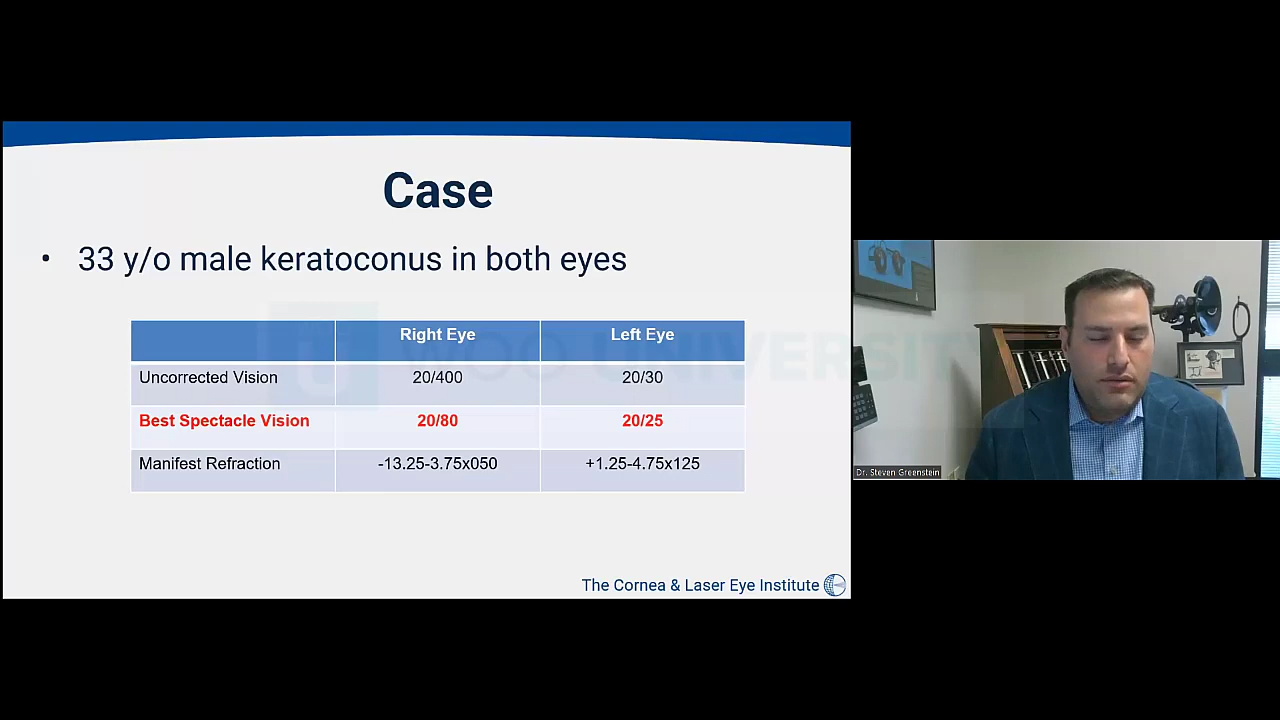 Case
• 33 y/o male keratoconus in both eyes
Right Eye Left Eye
Uncorrected Vision 20/400 20/30
Best Spectacle Vision 20/80 20/25
Manifest Refraction -13.25-3.75x050 +1.25-4.75x125
The Cornea & Laser Eye Institute
UNIVERSITY
Dr. Steven Greenstein